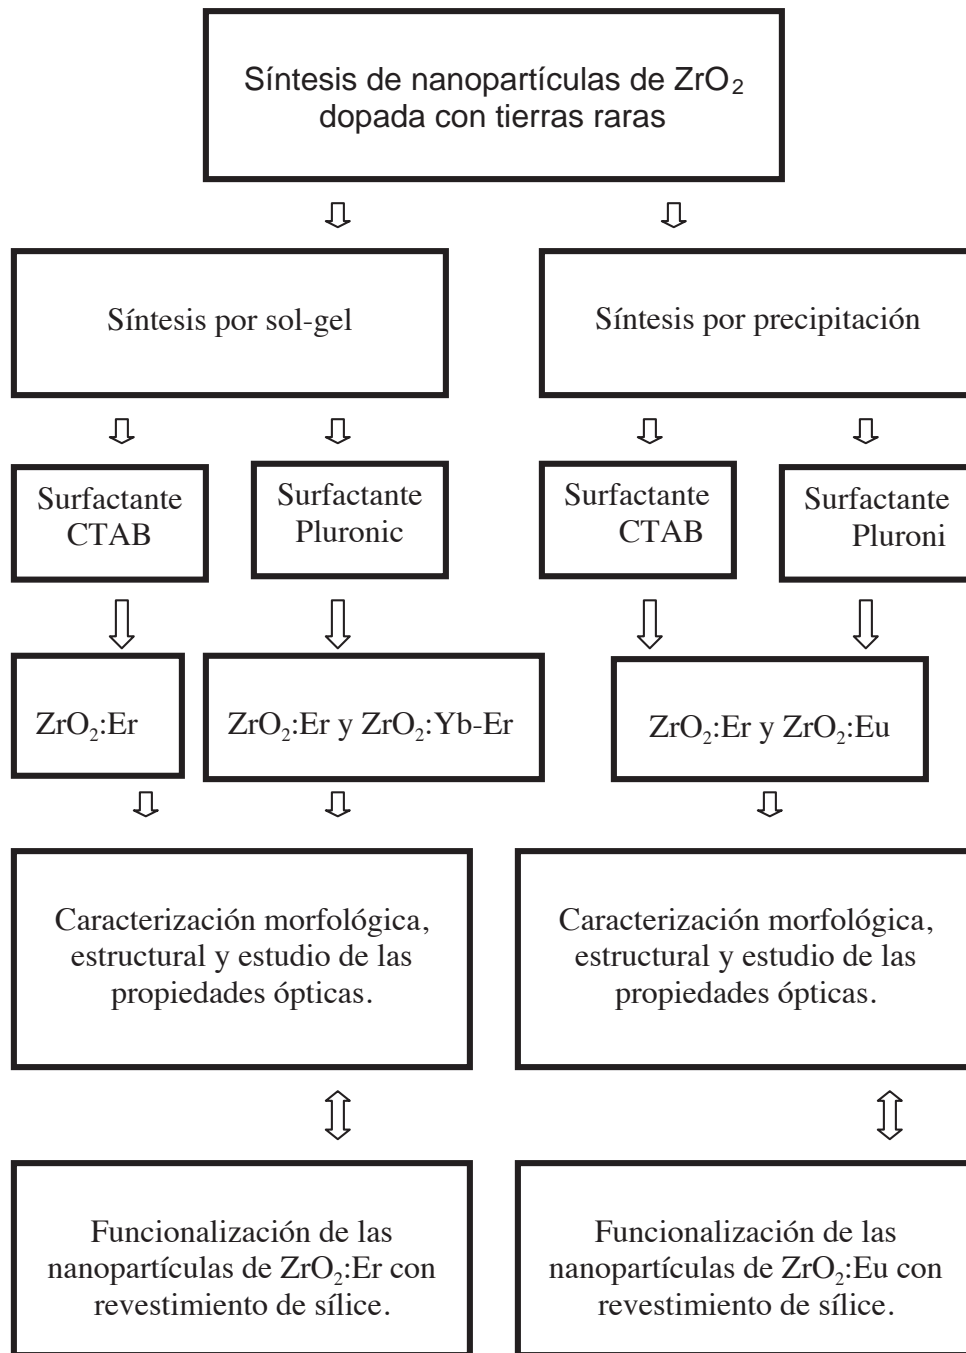 Síntesis de nanopartículas de ZrO₂
dopada con tierras raras
Síntesis por sol-gel
Síntesis por precipitación
Surfactante
CTAB
Surfactante
Pluronic
Surfactante
CTAB
Surfactante
Pluroni
ZrO₂:Er
ZrO₂:Er y ZrO₂:Yb-Er
ZrO₂:Er y ZrO₂:Eu
Caracterización morfológica,
estructural y estudio de las
propiedades ópticas.
Caracterización morfológica,
estructural y estudio de las
propiedades ópticas.
Funcionalización de las
nanopartículas de ZrO₂:Er con
revestimiento de sílice.
Funcionalización de las
nanopartículas de ZrO₂:Eu con
revestimiento de sílice.